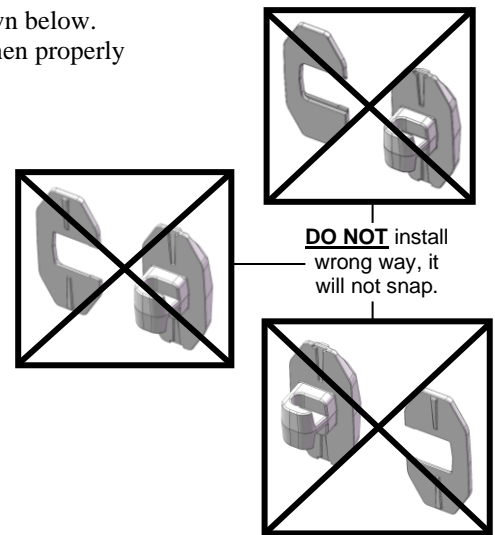 wn below.
hen properly
DO NOT install
wrong way, it
will not snap.